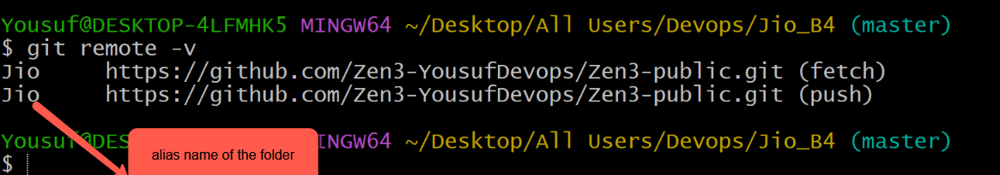 Yousuf@DESKTOP-4LFMHK5 MINGW64 ~/Desktop/All Users/Devops/Jio_B4 (master)
$ git remote -v
Jio     https://github.com/Zen3-YousufDevops/Zen3-public.git (fetch)
Jio     https://github.com/Zen3-YousufDevops/Zen3-public.git (push)
Yousuf@DES INGW64 ~/Desktop/All Users/Devops/Jio_B4 (master)
alias name of the folder
$